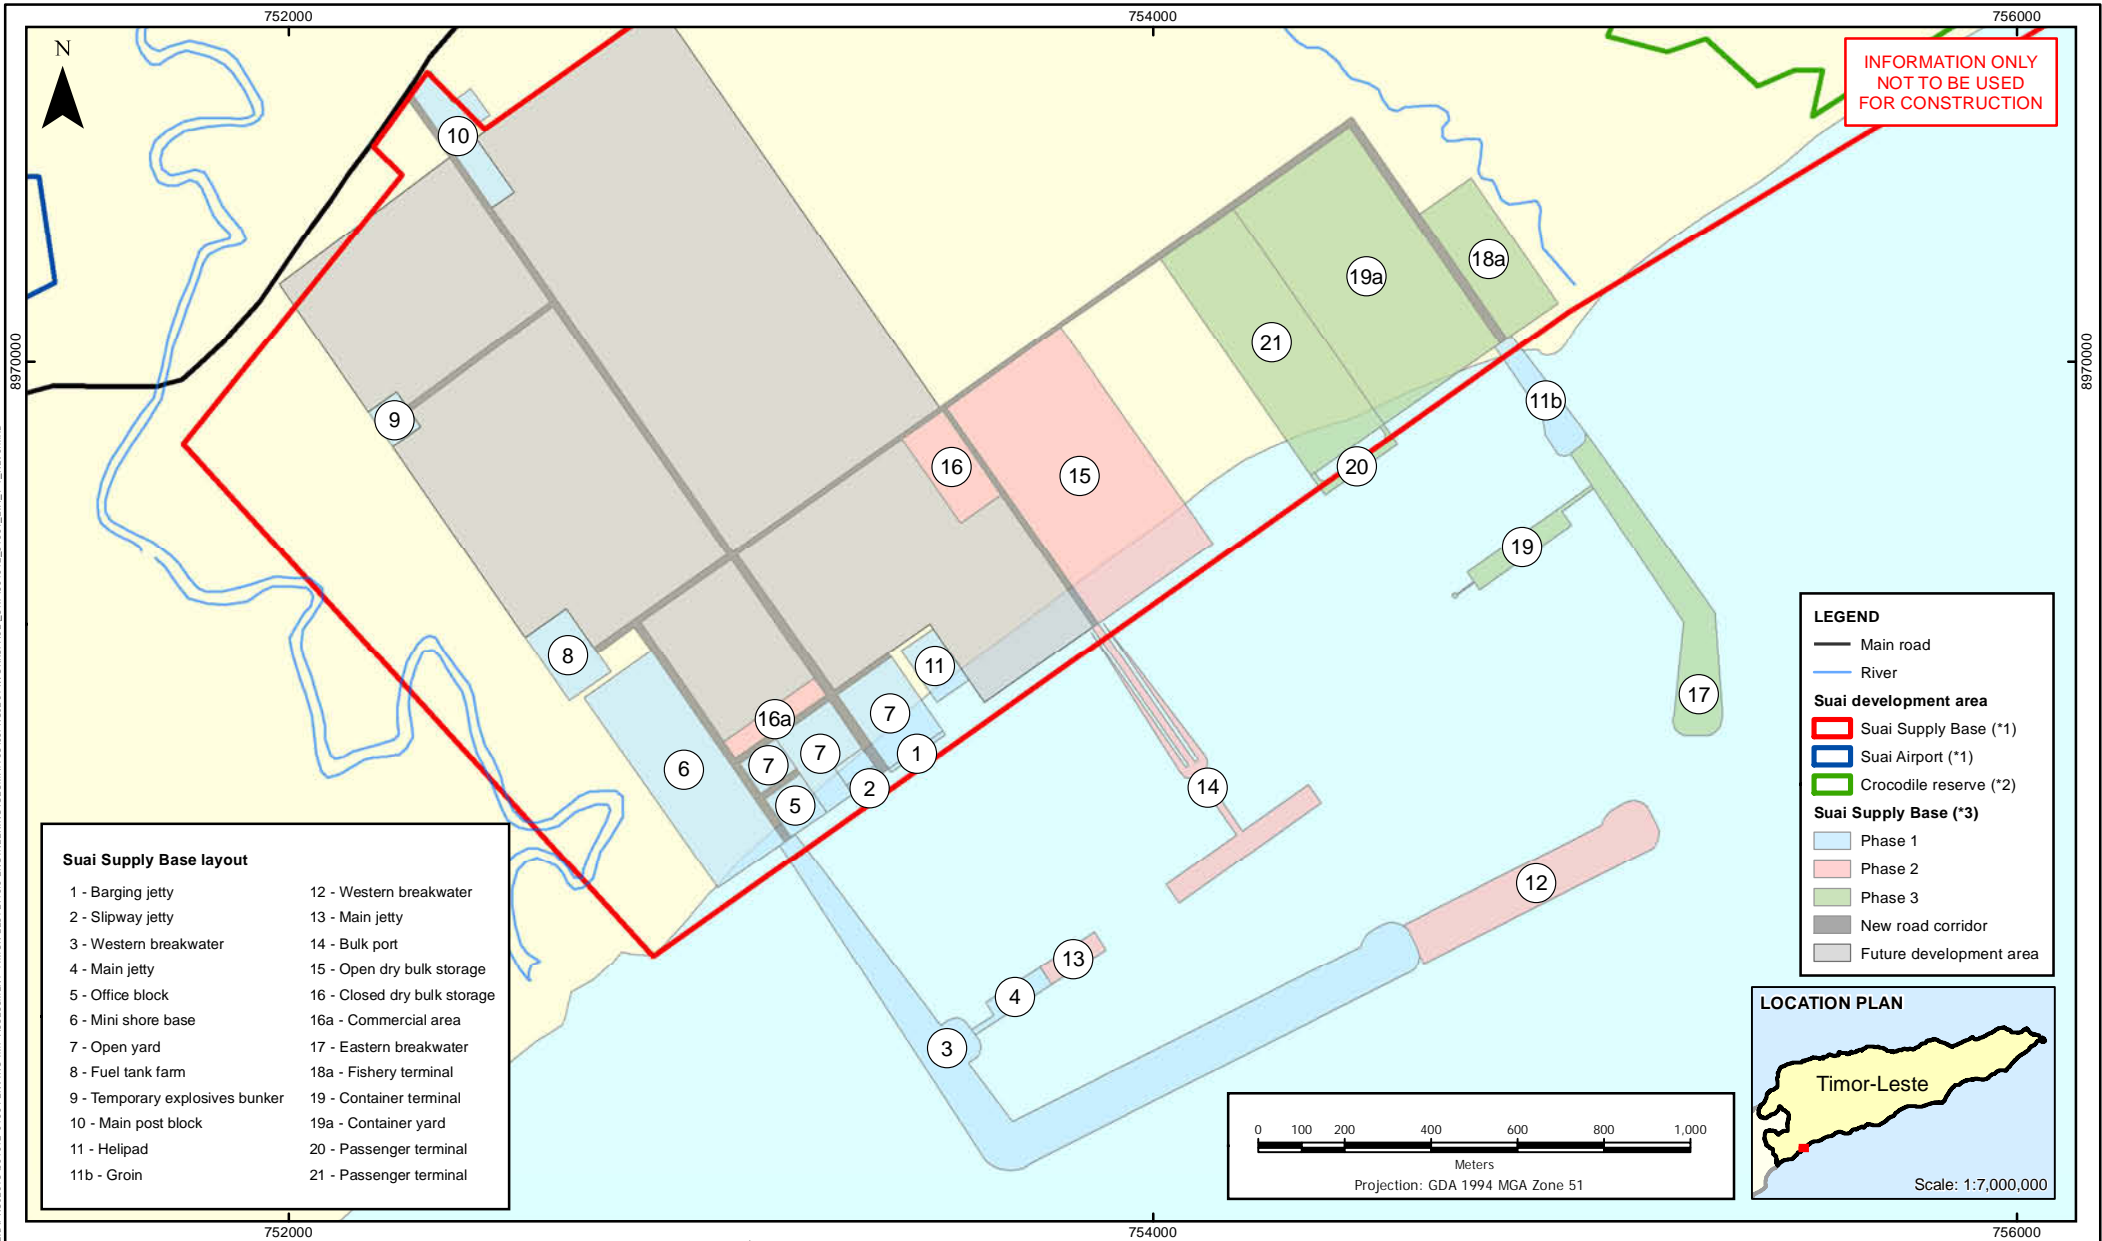 752000
754000
756000
N
INFORMATION ONLY
NOT TO BE USED
FOR CONSTRUCTION
10
18a
19a
21
8970000
8970000
11b
9
16
15
20
19
8
11
17
7
16a
7
7
1
6
2
14
5
12
13
4
3
LEGEND
Main road
River
Suai development area
Suai Supply Base (*1)
Suai Airport (*1)
Crocodile reserve (*2)
Suai Supply Base (*3)
Phase 1
Phase 2
Phase 3
New road corridor
Future development area
Suai Supply Base layout
1 - Barging jetty
2 - Slipway jetty
3 - Western breakwater
4 - Main jetty
5 - Office block
6 - Mini shore base
7 - Open yard
8 - Fuel tank farm
9 - Temporary explosives bunker
10 - Main post block
11 - Helipad
11b - Groin
12 - Western breakwater
13 - Main jetty
14 - Bulk port
15 - Open dry bulk storage
16 - Closed dry bulk storage
16a - Commercial area
17 - Eastern breakwater
18a - Fishery terminal
19 - Container terminal
19a - Container yard
20 - Passenger terminal
21 - Passenger terminal
0 100 200 400 600 800 1,000
Meters
Projection: GDA 1994 MGA Zone 51
LOCATION PLAN
Timor-Leste
Scale: 1:7,000,000
752000
754000
756000